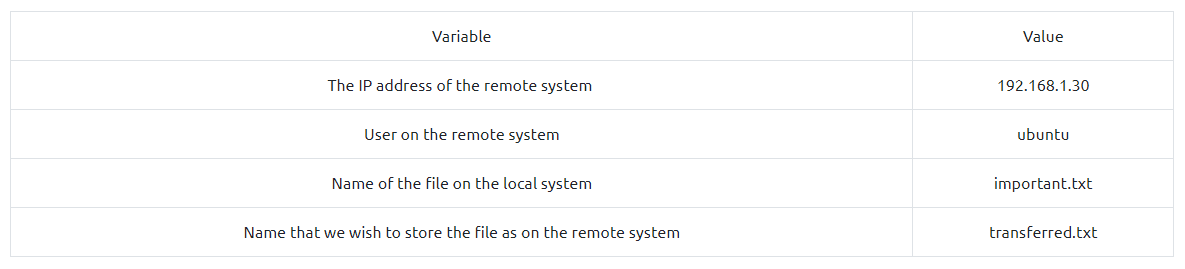 Variable Value
The IP address of the remote system 192.168.1.30
User on the remote system ubuntu
Name of the file on the local system important.txt
Name that we wish to store the file as on the remote system transferred.txt